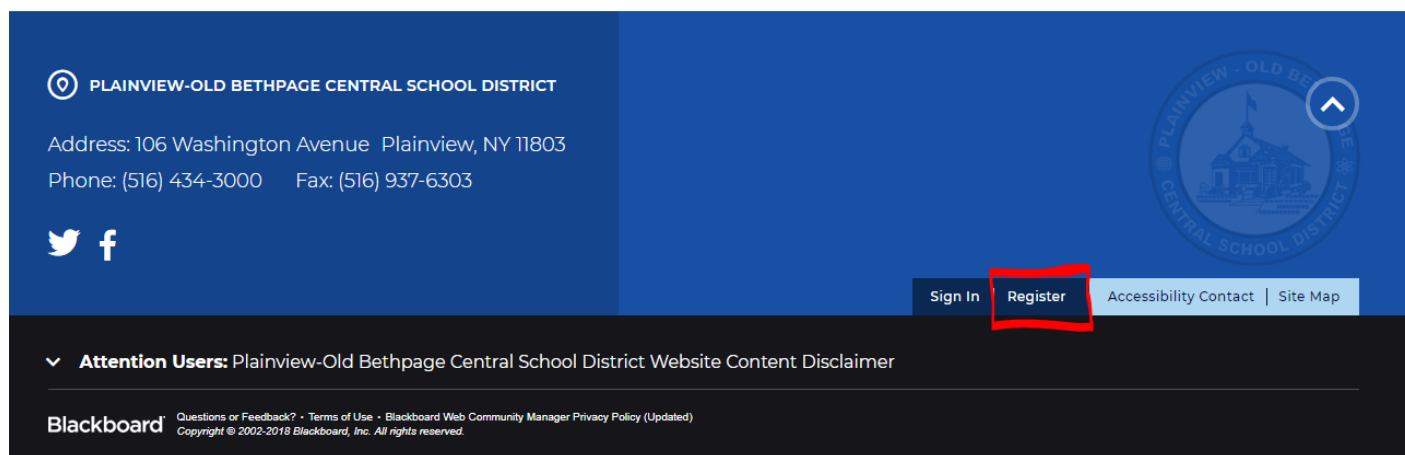 PLAINVIEW-OLD BETHPAGE CENTRAL SCHOOL DISTRICT
Address: 106 Washington Avenue Plainview, NY 11803
Phone: (516) 434-3000 Fax: (516) 937-6303
PLAINVIEW - OLD BETHPAGE
CENTRAL SCHOOL DISTRICT
Sign In | Register Accessibility Contact | Site Map
Attention Users: Plainview-Old Bethpage Central School District Website Content Disclaimer
Blackboard
Questions or Feedback? • Terms of Use • Blackboard Web Community Manager Privacy Policy (Updated)
Copyright © 2002-2018 Blackboard, Inc. All rights reserved.